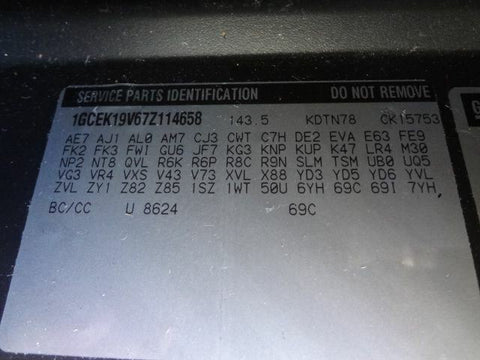 SERVICE PARTS IDENTIFICATION DO NOT REMOVE
1GCEK19V67Z114658 143.5 KDTN78 CK15753
AE7 AJ1 AL0 AM7 CJ3 CWT C7H DE2 EVA E63 FE9
FK2 FK3 FWI GU6 JF7 KG3 KNP KUP K47 LR4 M30
NP2 NT8 QVL R6K R6P R8C R9N SLM TSM UB0 UQ5
VG3 VR4 VXS V43 V73 XVL X88 YD3 YD5 YD6 YVL
ZVL ZY1 Z82 Z85 1SZ 1WT 50U 6YH 69C 69I 7YH
BC/CC U 8624 69C